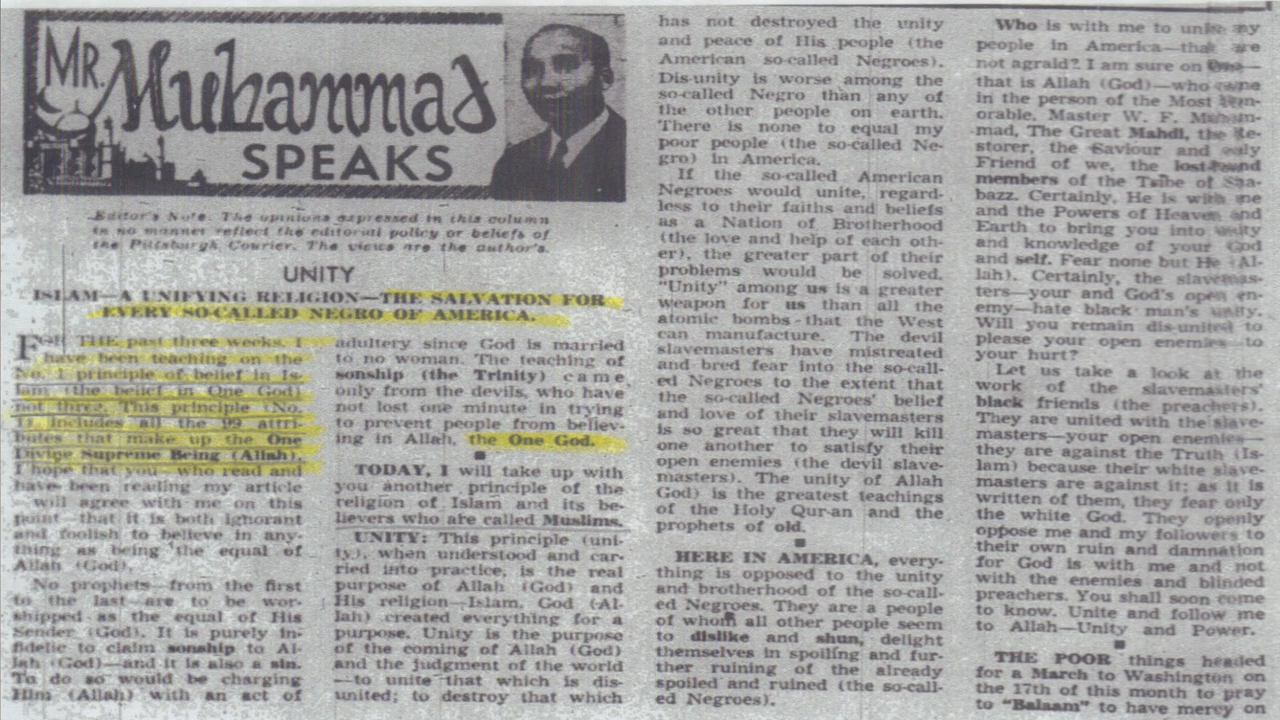 MR. Muhammad
SPEAKS
Editor's Note. The opinions expressed in this column
in no manner reflect the editorial policy or beliefs of
the Pittsburgh Courier. The views are the author's.
UNITY
ISLAM—A UNIFYING RELIGION—THE SALVATION FOR
EVERY SO-CALLED NEGRO OF AMERICA.
FOR THE past three weeks, I
have been teaching on the
No. 1 principle of belief in Is-
lam (the belief in One God)
not three. This principle (No.
1) includes all the 99 attri-
butes that make up the One
Divine Supreme Being (Allah).
I hope that you—who read and
have been reading my article
—will agree with me on this
point—that it is both ignorant
and foolish to believe in any-
thing as being the equal of
Allah (God).
No prophets—from the first
to the last—are to be wor-
shipped as the equal of His
Sender (God). It is purely in-
fidelic to claim sonship to Al-
lah (God)—and it is also a sin.
To do so would be charging
Him (Allah) with an act of
adultery since God is married
to no woman. The teaching of
sonship (the Trinity) came
only from the devils, who have
not lost one minute in trying
to prevent people from believ-
ing in Allah, the One God.
TODAY, I will take up with
you another principle of the
religion of Islam and its be-
lievers who are called Muslims.
UNITY: This principle (uni-
ty), when understood and car-
ried into practice, is the real
purpose of Allah (God) and
His religion—Islam. God (Al-
lah) created everything for a
purpose. Unity is the purpose
of the coming of Allah (God)
and the judgment of the world
—to unite that which is dis-
united; to destroy that which
has not destroyed the unity
and peace of His people (the
American so-called Negroes).
Dis-unity is worse among the
so-called Negro than any of
the other people on earth.
There is none to equal my
poor people (the so-called Ne-
gro) in America.
If the so-called American
Negroes would unite, regard-
less to their faiths and beliefs
as a Nation of Brotherhood
(the love and help of each oth-
er), the greater part of their
problems would be solved.
"Unity" among us is a greater
weapon for us than all the
atomic bombs that the West
can manufacture. The devil
slavemasters have mistreated
and bred fear into the so-call-
ed Negroes to the extent that
the so-called Negroes' belief
and love of their slavemasters
is so great that they will kill
one another to satisfy their
open enemies (the devil slave-
masters). The unity of Allah
God) is the greatest teachings
of the Holy Qur-an and the
prophets of old.
HERE IN AMERICA, every-
thing is opposed to the unity
and brotherhood of the so-call-
ed Negroes. They are a people
of whom all other people seem
to dislike and shun, delight
themselves in spoiling and fur-
ther ruining of the already
spoiled and ruined (the so-call-
ed Negroes).
Who is with me to unite my
people in America—that are
not agraid? I am sure on One—
that is Allah (God)—who came
in the person of the Most Hon-
orable, Master W. F. Muham-
mad, The Great Mahdi, the Re-
storer, the Saviour and only
Friend of we, the lost-found
members of the Tribe of Sha-
bazz. Certainly, He is with me
and the Powers of Heaven and
Earth to bring you into unity
and knowledge of your God
and self. Fear none but He (Al-
lah). Certainly, the slavemas-
ters—your and God's open en-
emy—hate black man's unity.
Will you remain dis-united to
please your open enemies—to
your hurt?
Let us take a look at the
work of the slavemasters'
black friends (the preachers).
They are united with the slave-
masters—your open enemies—
they are against the Truth (Is-
lam) because their white slave-
masters are against it; as it is
written of them, they fear only
the white God. They openly
oppose me and my followers to
their own ruin and damnation
for God is with me and not
with the enemies and blinded
preachers. You shall soon come
to know. Unite and follow me
to Allah—Unity and Power.
THE POOR things headed
for a March to Washington on
the 17th of this month to pray
to "Balaam" to have mercy on